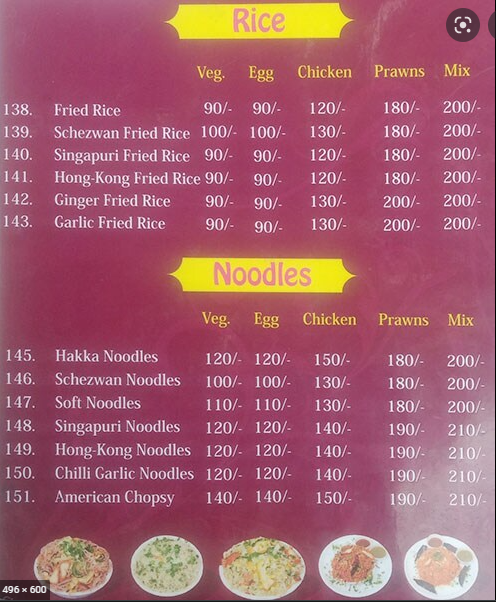 Rice
Veg. Egg Chicken Prawns Mix
138. Fried Rice 90/- 90/- 120/- 180/- 200/-
139. Schezwan Fried Rice 100/- 100/- 130/- 180/- 200/-
140. Singapuri Fried Rice 90/- 90/- 120/- 180/- 200/-
141. Hong-Kong Fried Rice 90/- 90/- 120/- 180/- 200/-
142. Ginger Fried Rice 90/- 90/- 130/- 200/- 200/-
143. Garlic Fried Rice 90/- 90/- 130/- 200/- 200/-
Noodles
Veg. Egg Chicken Prawns Mix
145. Hakka Noodles 120/- 120/- 150/- 180/- 200/-
146. Schezwan Noodles 100/- 100/- 130/- 180/- 200/-
147. Soft Noodles 110/- 110/- 130/- 180/- 200/-
148. Singapuri Noodles 120/- 120/- 140/- 190/- 210/-
149. Hong-Kong Noodles 120/- 120/- 140/- 190/- 210/-
150. Chilli Garlic Noodles 120/- 120/- 140/- 190/- 210/-
151. American Chopsy 140/- 140/- 150/- 190/- 210/-
496 × 600